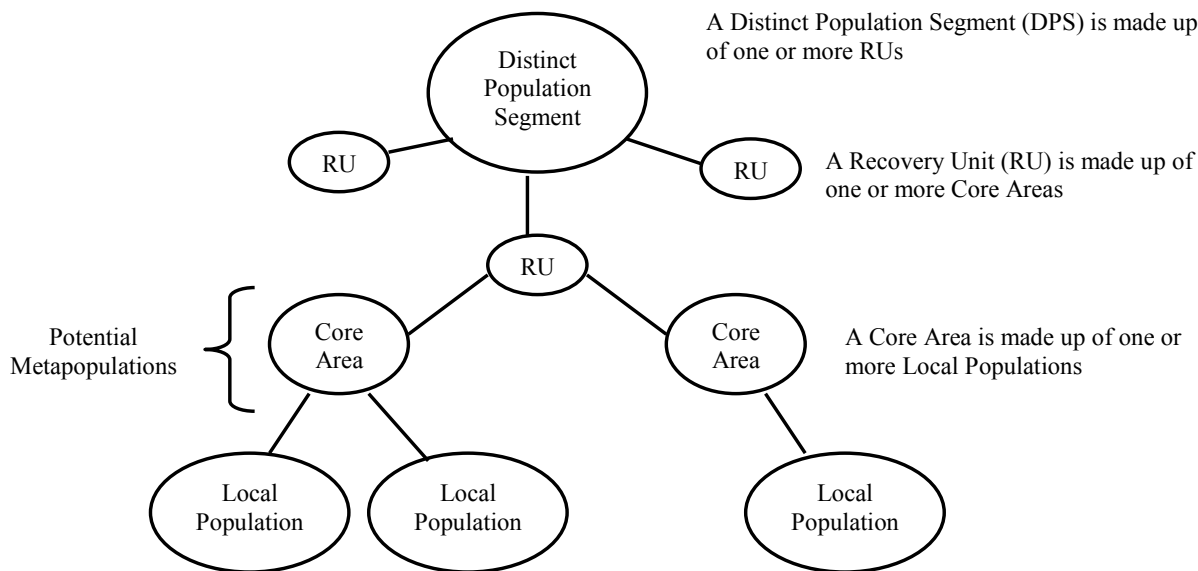 A Distinct Population Segment (DPS) is made up
of one or more RUs
Distinct
Population
Segment
RU
RU
A Recovery Unit (RU) is made up of
one or more Core Areas
RU
Potential
Metapopulations
Core
Area
Core
Area
A Core Area is made up of one or
more Local Populations
Local
Population
Local
Population
Local
Population